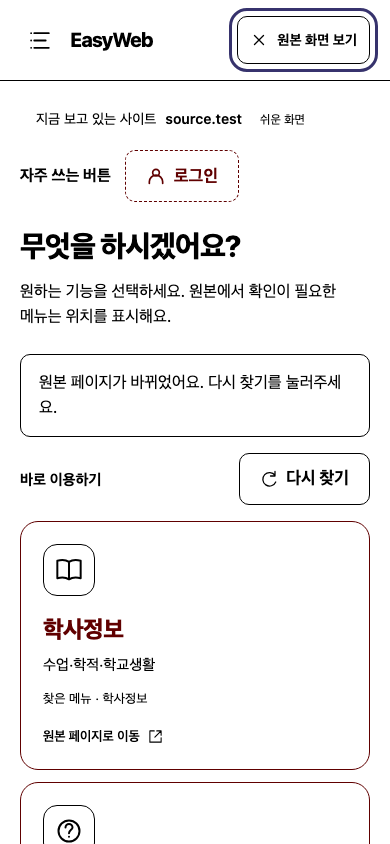 EasyWeb
원본 화면 보기
지금 보고 있는 사이트 source.test 쉬운 화면
자주 쓰는 버튼 로그인
무엇을 하시겠어요?
원하는 기능을 선택하세요. 원본에서 확인이 필요한
메뉴는 위치를 표시해요.
원본 페이지가 바뀌었어요. 다시 찾기를 눌러주세
요.
바로 이용하기
다시 찾기
학사정보
수업·학적·학교생활
찾은 메뉴 · 학사정보
원본 페이지로 이동